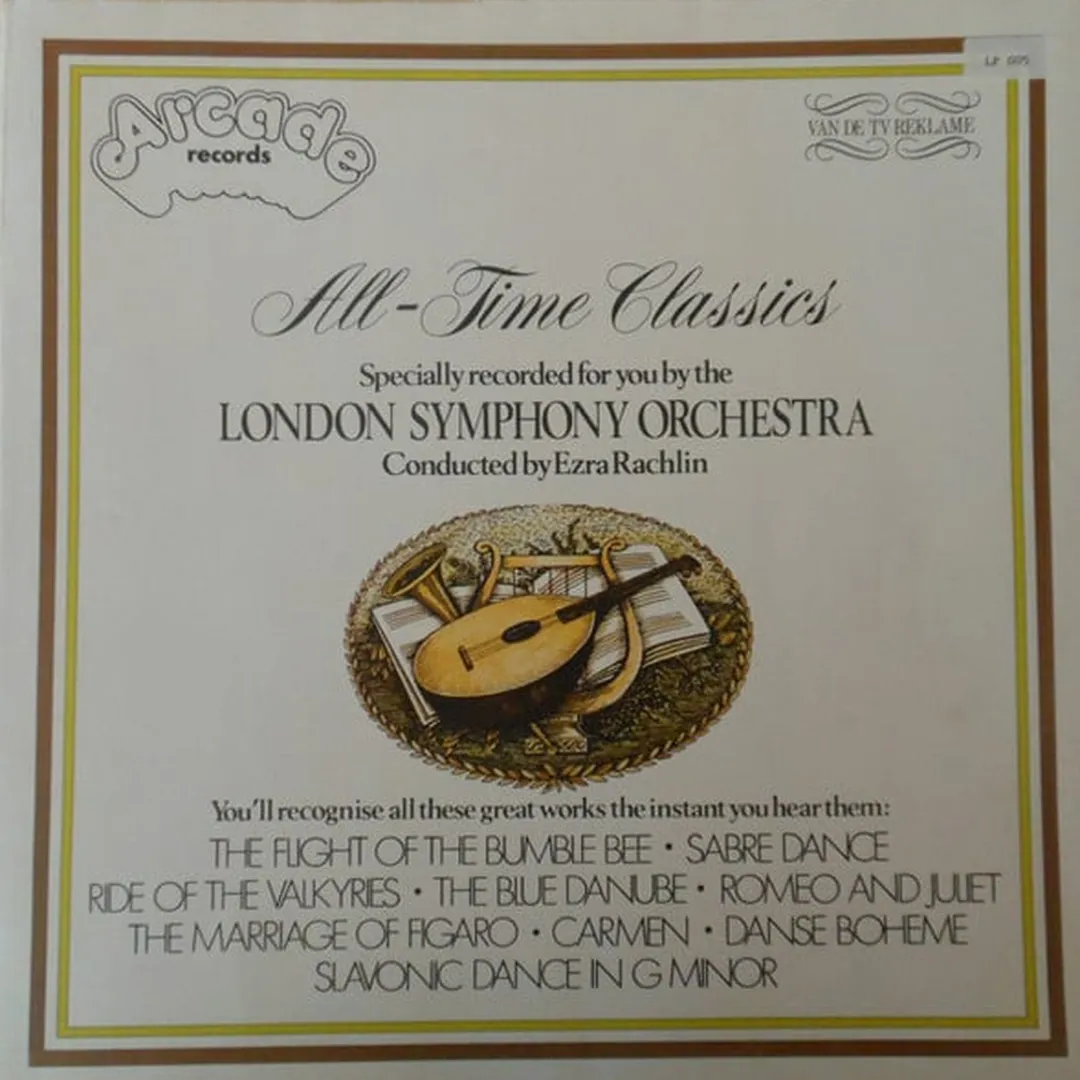 Arcade
records
VAN DE TV REKLAME
All-Time Classics
Specially recorded for you by the
LONDON SYMPHONY ORCHESTRA
Conducted by Ezra Rachlin
You'll recognise all these great works the instant you hear them:
THE FLIGHT OF THE BUMBLE BEE • SABRE DANCE
RIDE OF THE VALKYRIES • THE BLUE DANUBE • ROMEO AND JULIET
THE MARRIAGE OF FIGARO • CARMEN • DANSE BOHEME
SLAVONIC DANCE IN G MINOR